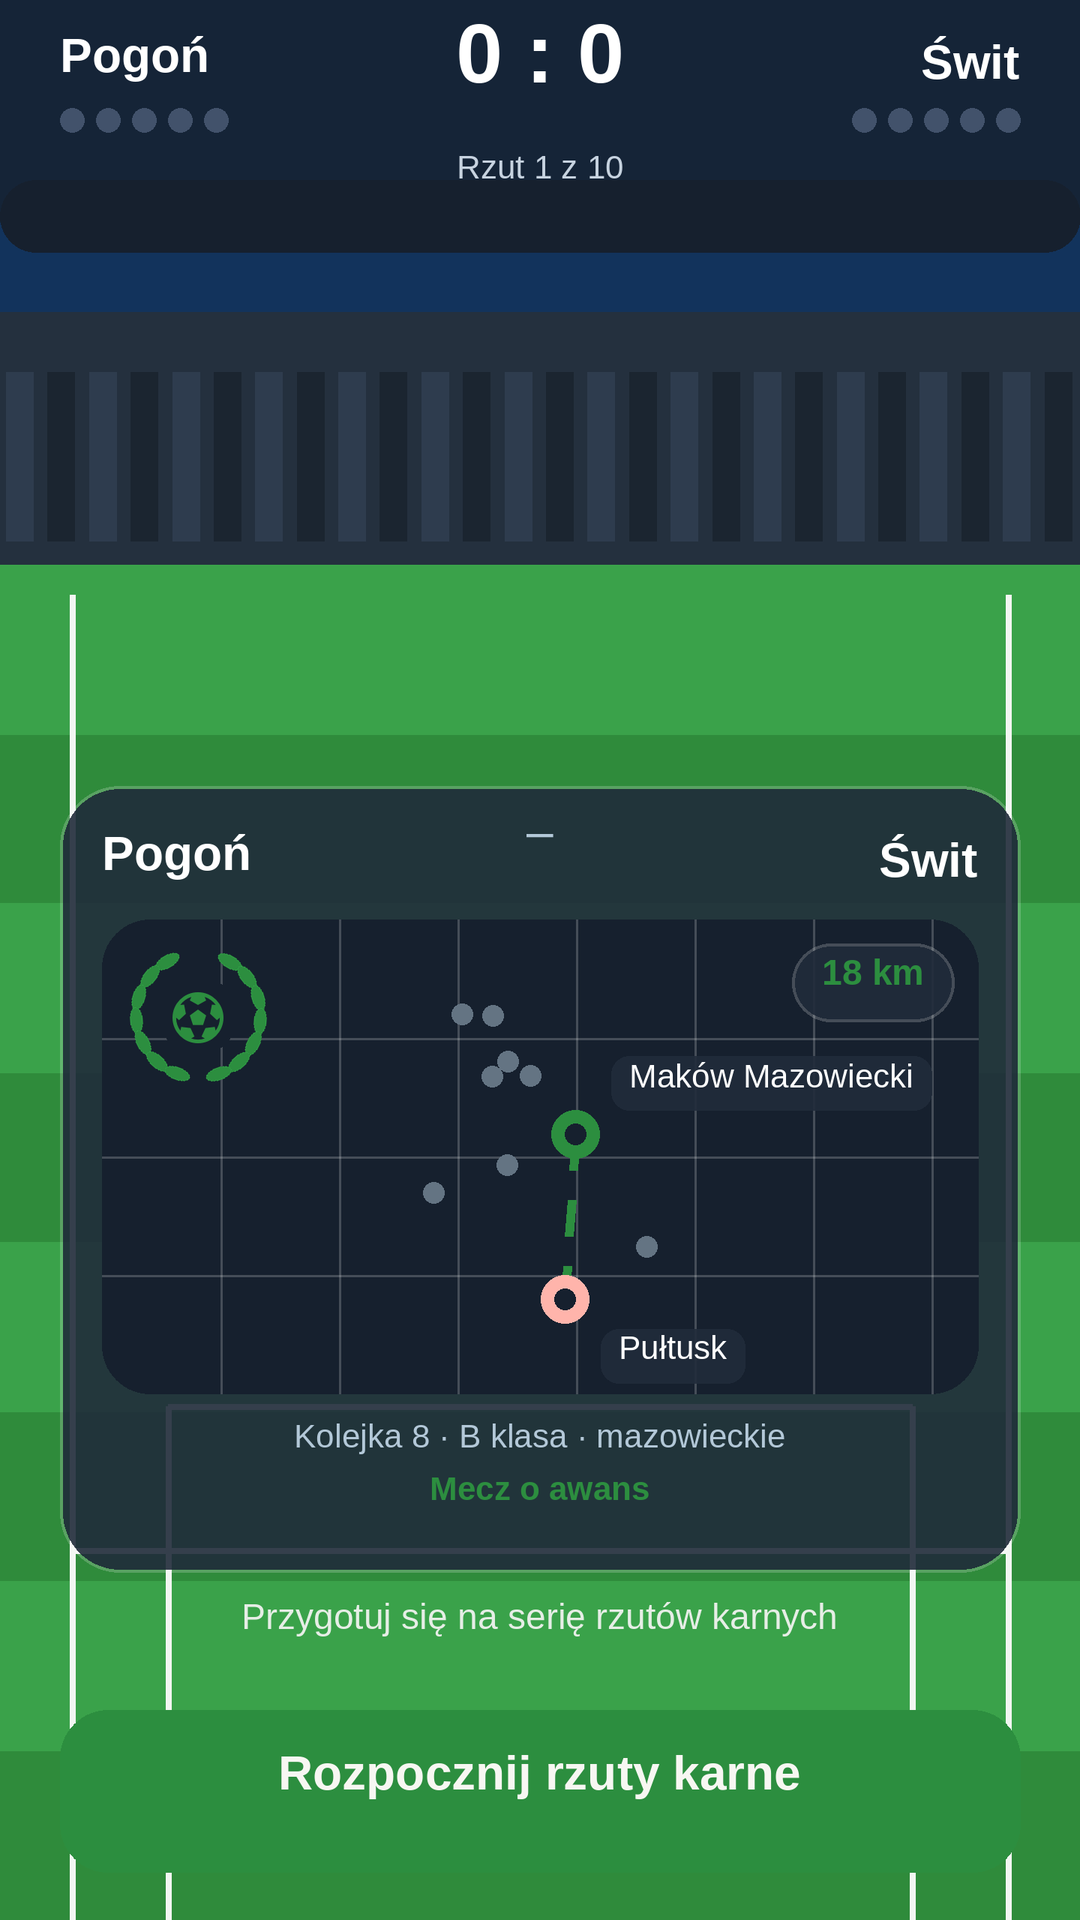 Pogoń 0 : 0 Świt
Rzut 1 z 10
Pogoń – Świt
18 km
Maków Mazowiecki
Pułtusk
Kolejka 8 · B klasa · mazowieckie
Mecz o awans
Przygotuj się na serię rzutów karnych
Rozpocznij rzuty karne